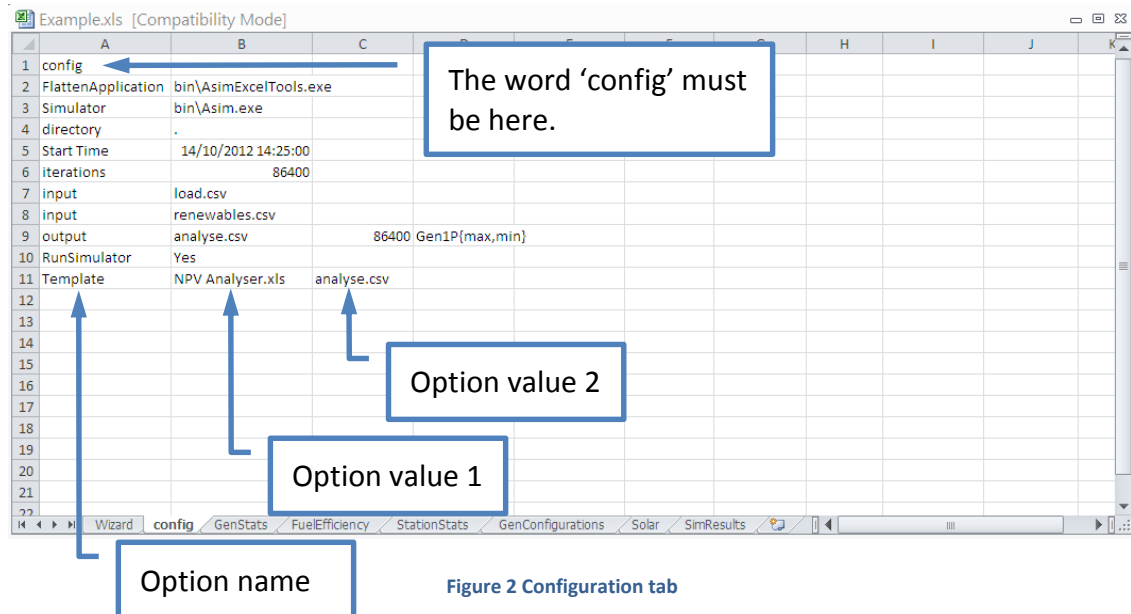 Example.xls [Compatibility Mode]
A B C H I J K
1 config
2 FlattenApplication bin\AsimExcelTools.exe
3 Simulator bin\Asim.exe
4 directory .
5 Start Time 14/10/2012 14:25:00
6 iterations 86400
7 input load.csv
8 input renewables.csv
9 output analyse.csv 86400 Gen1P{max,min}
10 RunSimulator Yes
11 Template NPV Analyser.xls analyse.csv
12
13
14
15
16
17
18
19
20
21
22
The word ‘config’ must
be here.
Option value 2
Option value 1
Wizard config GenStats FuelEfficiency StationStats GenConfigurations Solar SimResults
Option name
Figure 2 Configuration tab